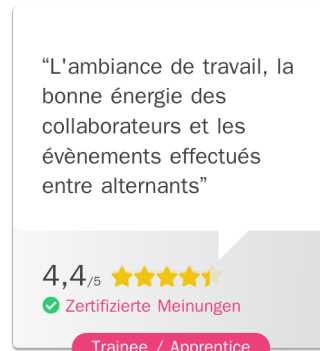 “L'ambiance de travail, la
bonne énergie des
collaborateurs et les
évènements effectués
entre alternants”
4,4/5
Zertifizierte Meinungen
Trainee / Apprentice